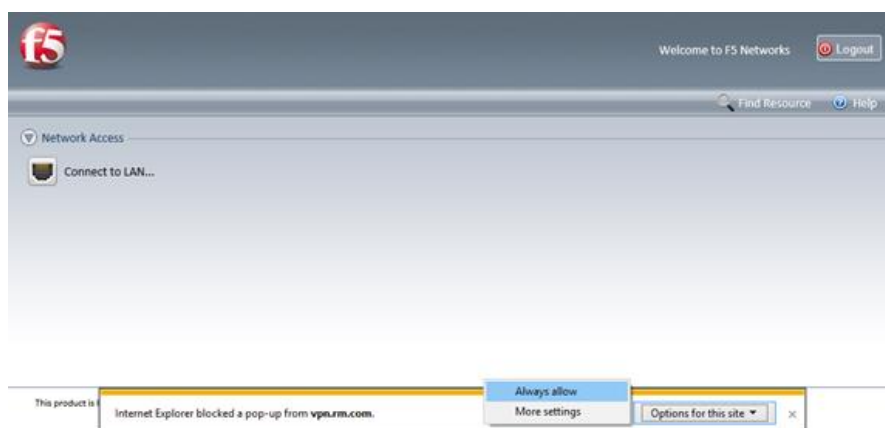 f5
Welcome to F5 Networks
Logout
Find Resource
Help
Network Access
Connect to LAN...
Always allow
More settings
This product is
Internet Explorer blocked a pop-up from vpn.rm.com.
Options for this site